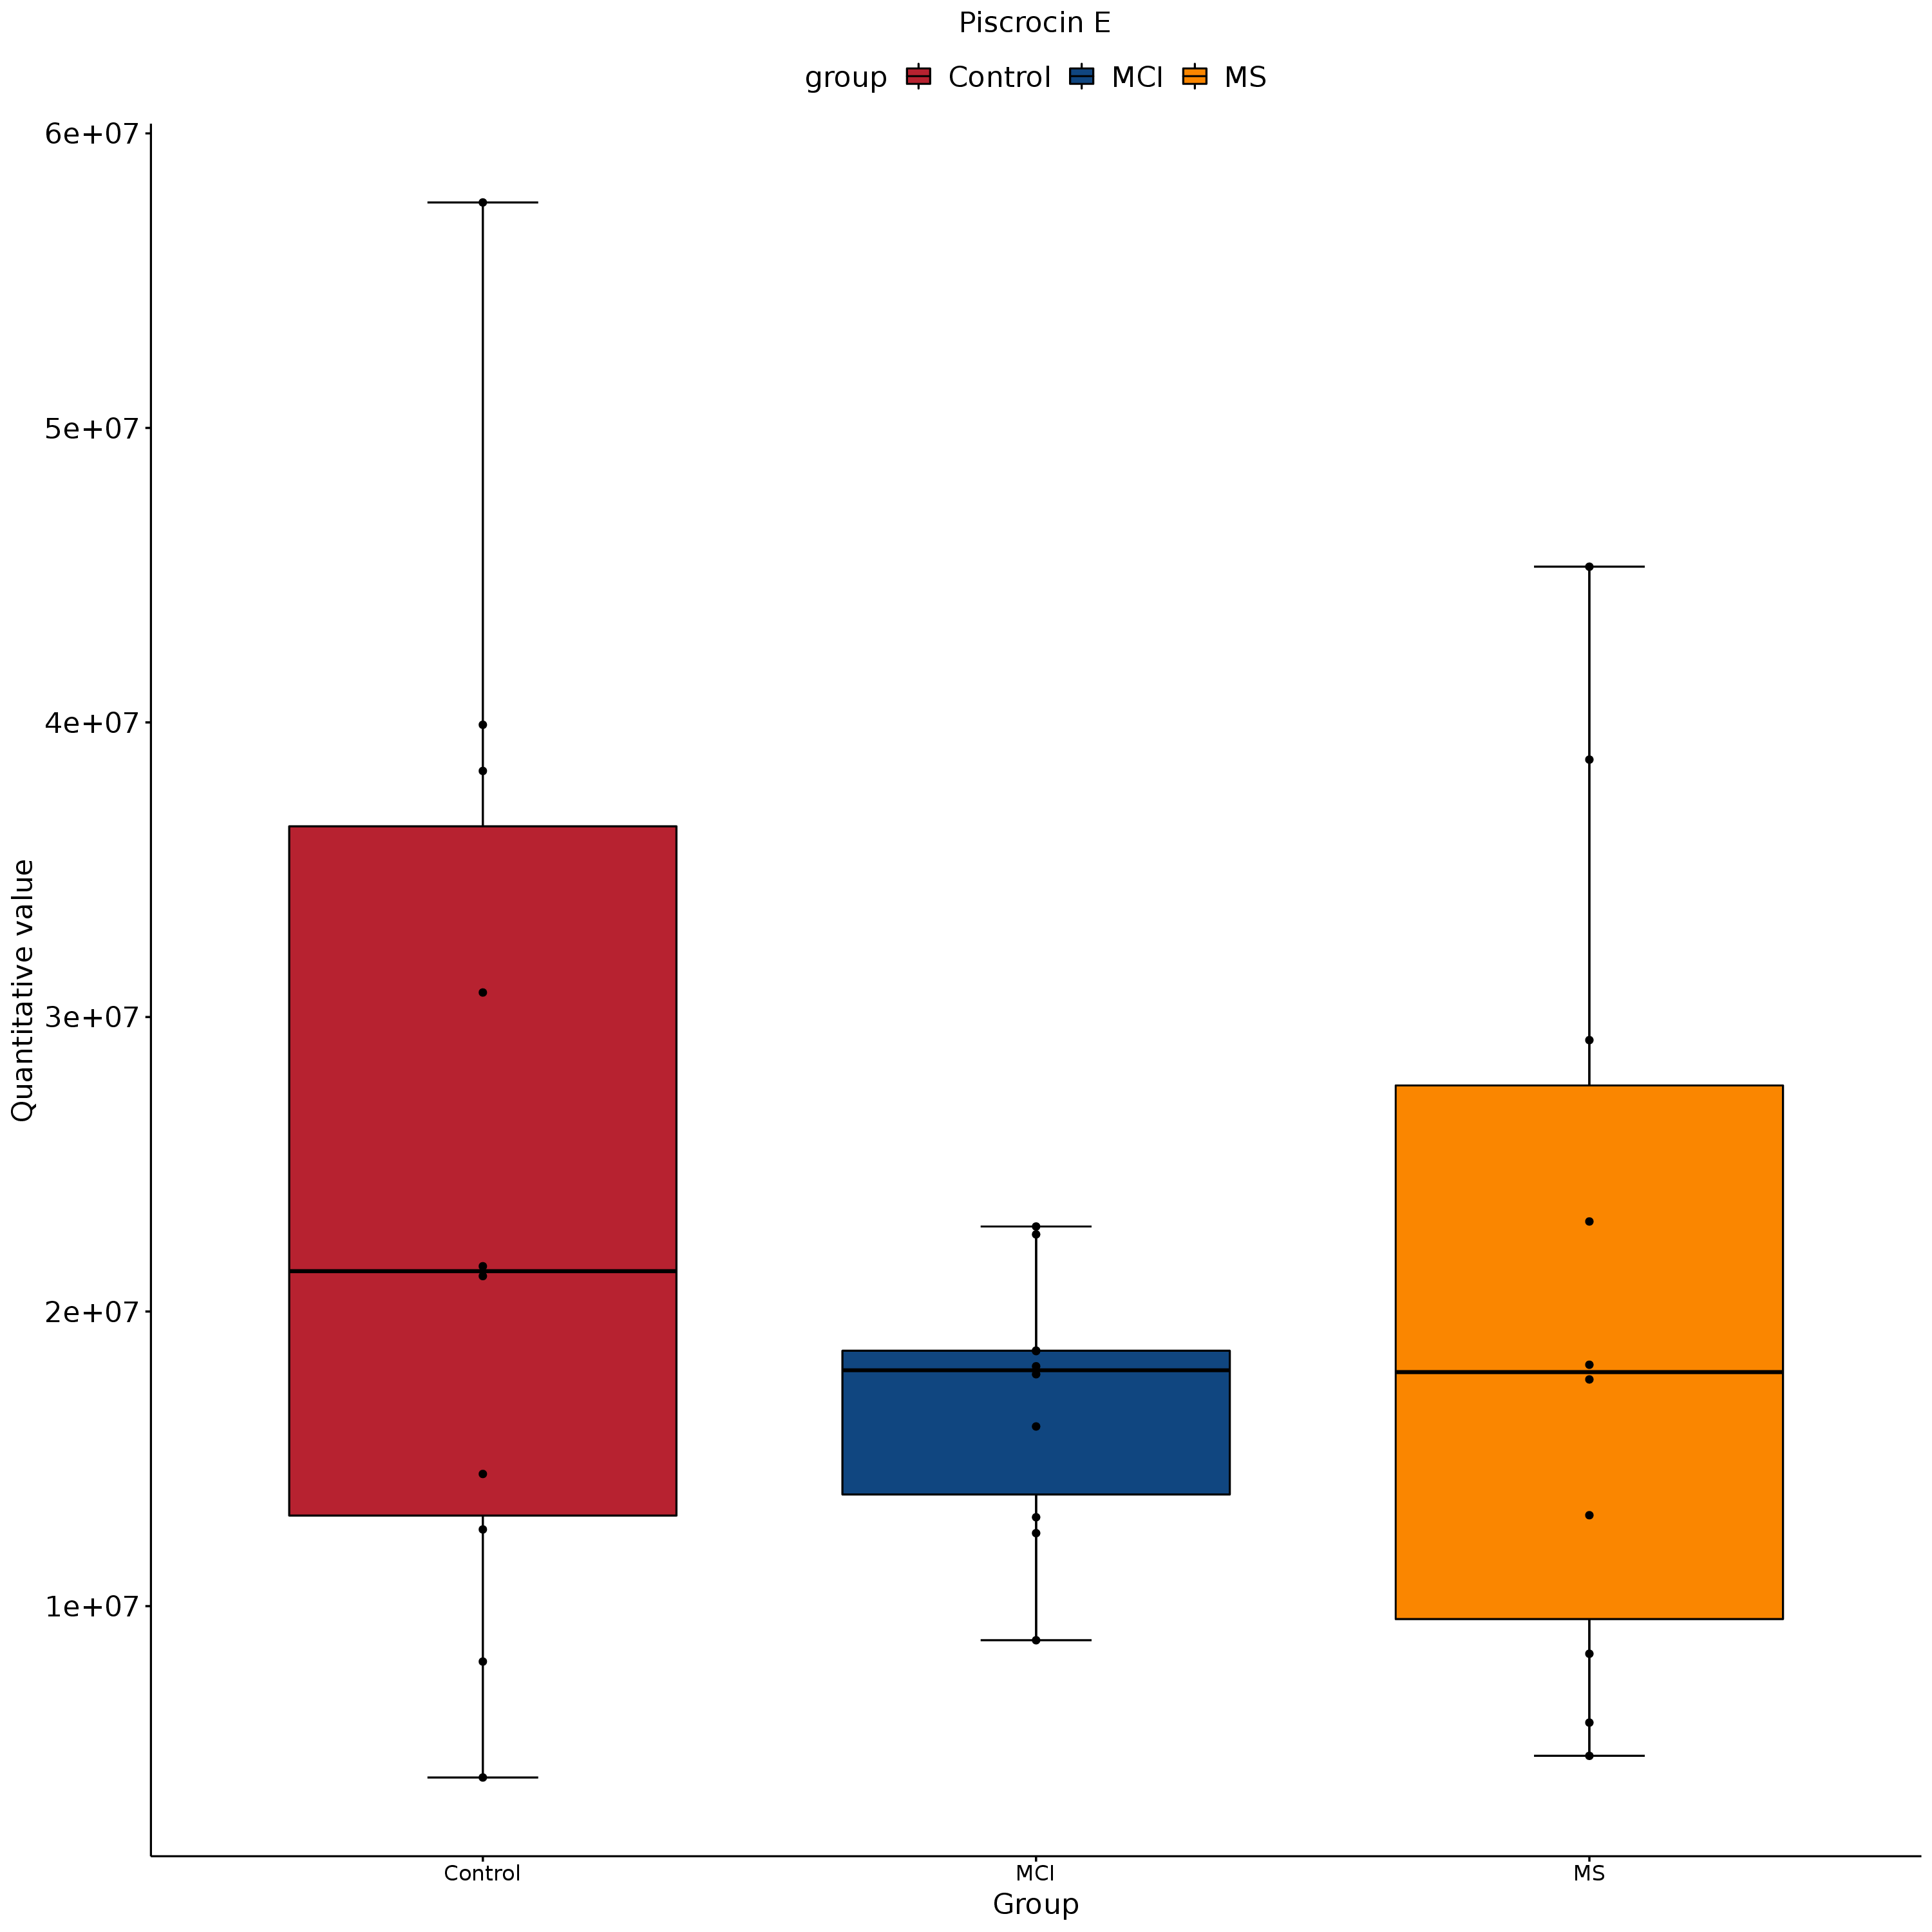 Piscrocin E
group Control MCI MS
6e+07
5e+07
4e+07
3e+07
2e+07
1e+07
Quantitative value
Control MCI MS
Group